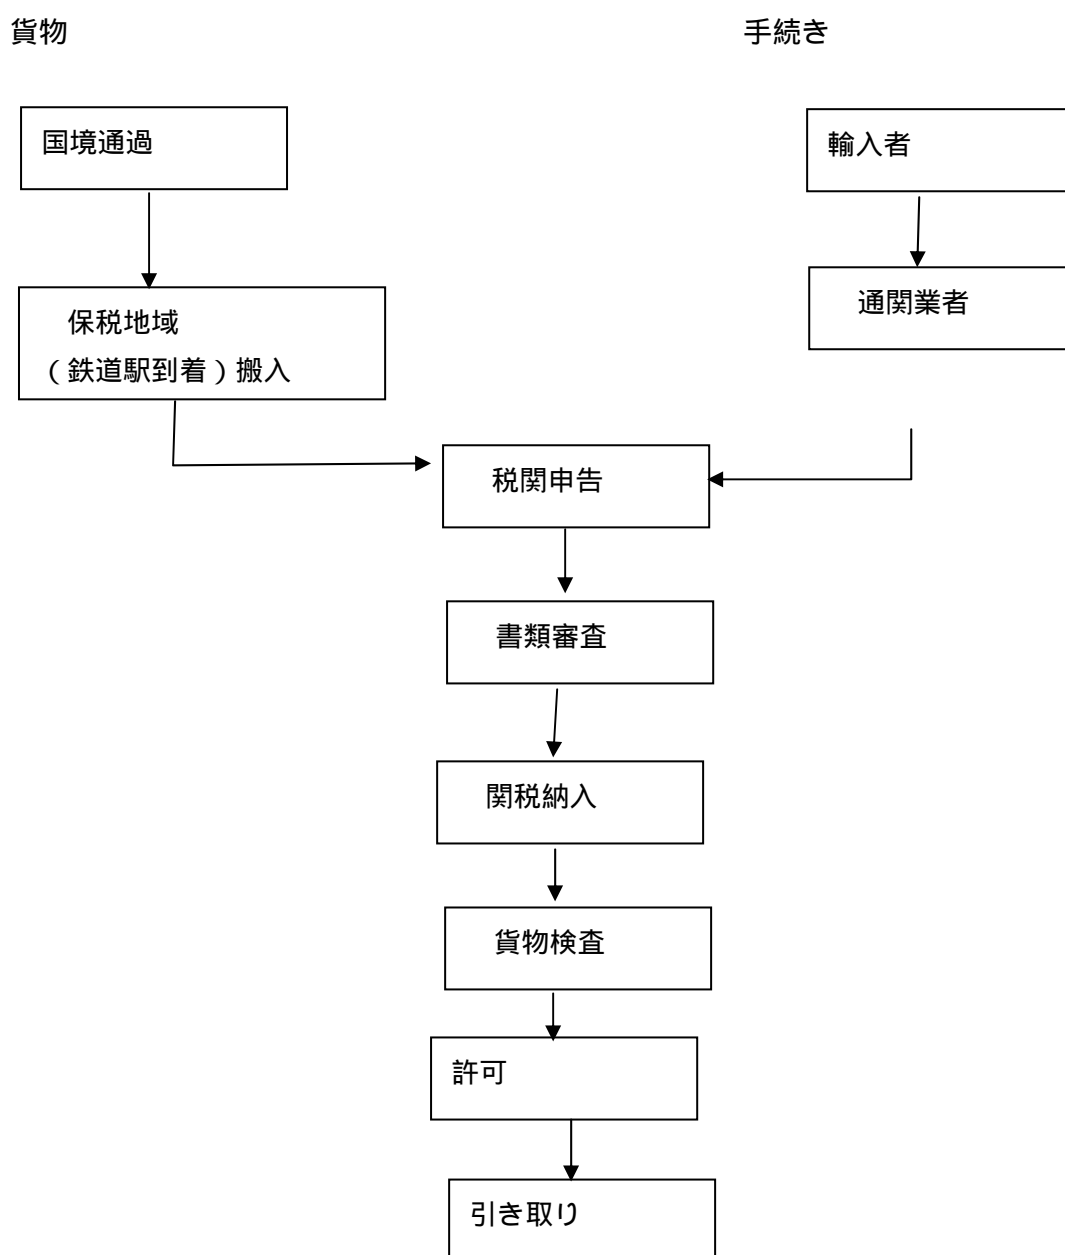 貨物
手続き
国境通過
輸入者
保税地域
（鉄道駅到着）搬入
通関業者
税関申告
書類審査
関税納入
貨物検査
許可
引き取り